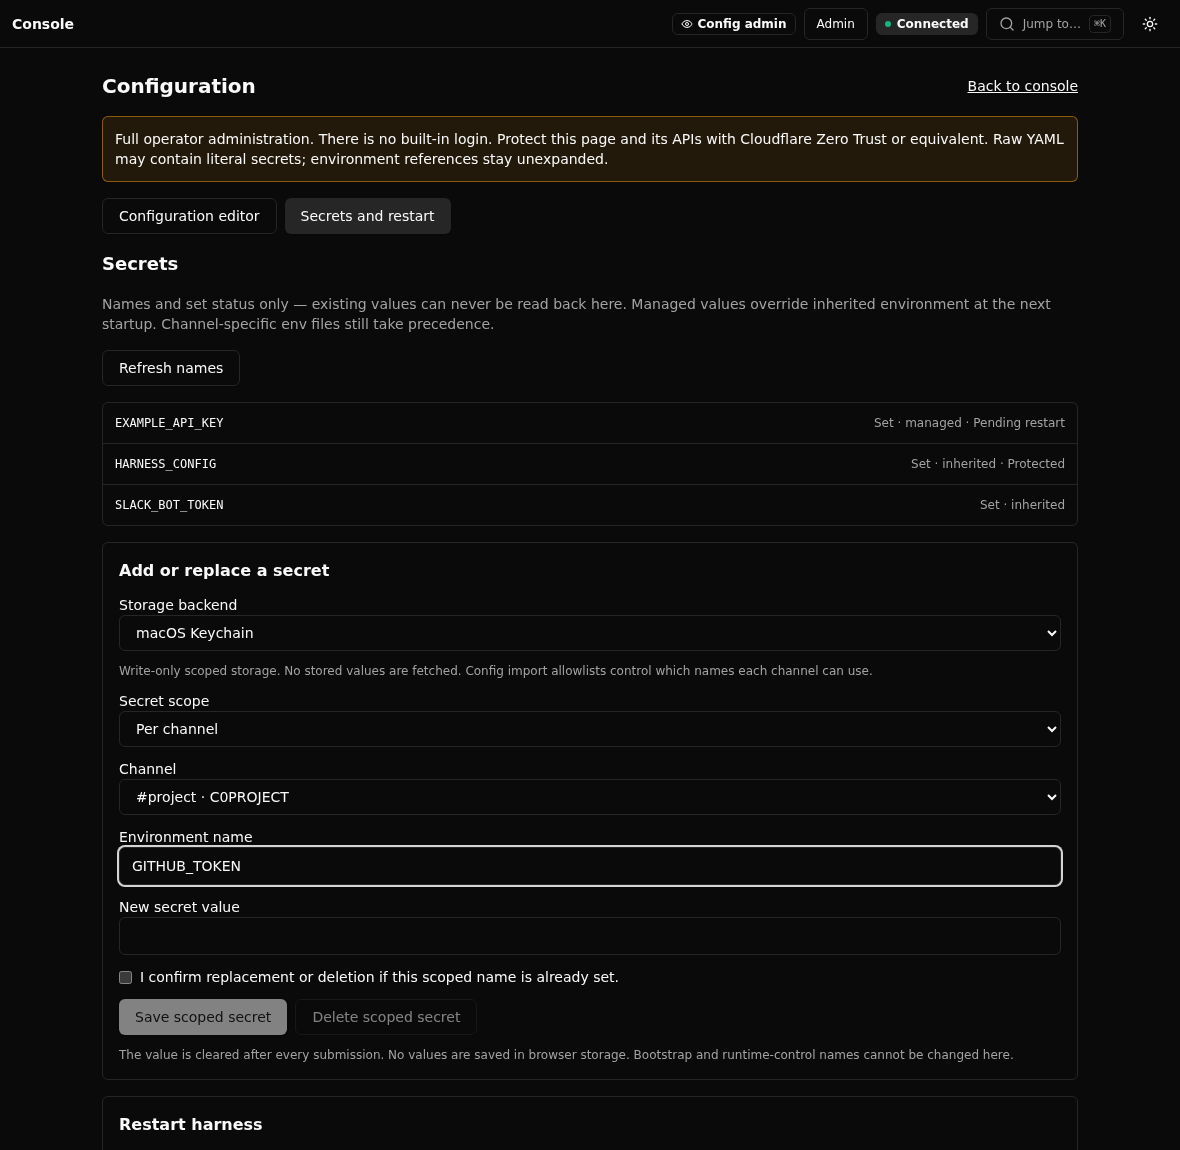 Console
Config admin
Admin
Connected
Jump to...
⌘K
Configuration
Back to console
Full operator administration. There is no built-in login. Protect this page and its APIs with Cloudflare Zero Trust or equivalent. Raw YAML
may contain literal secrets; environment references stay unexpanded.
Configuration editor
Secrets and restart
Secrets
Names and set status only — existing values can never be read back here. Managed values override inherited environment at the next
startup. Channel-specific env files still take precedence.
Refresh names
EXAMPLE_API_KEY Set · managed · Pending restart
HARNESS_CONFIG Set · inherited · Protected
SLACK_BOT_TOKEN Set · inherited
Add or replace a secret
Storage backend
macOS Keychain
Write-only scoped storage. No stored values are fetched. Config import allowlists control which names each channel can use.
Secret scope
Per channel
Channel
#project · C0PROJECT
Environment name
GITHUB_TOKEN
New secret value
I confirm replacement or deletion if this scoped name is already set.
Save scoped secret
Delete scoped secret
The value is cleared after every submission. No values are saved in browser storage. Bootstrap and runtime-control names cannot be changed here.
Restart harness